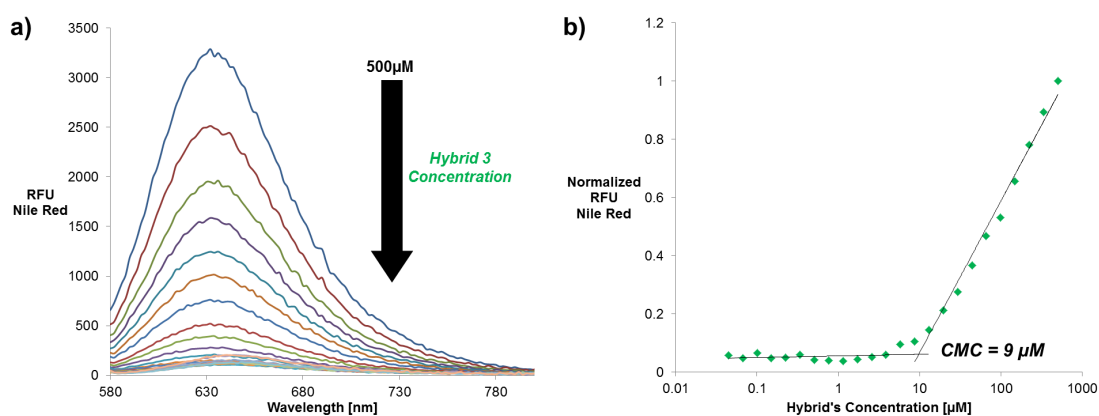 a)
3500
3000
2500
2000
1500
1000
500
0
RFU
Nile Red
580
630
680
730
780
Wavelength [nm]
500µM
Hybrid 3
Concentration
b)
1.2
1
0.8
0.6
0.4
0.2
0
Normalized
RFU
Nile Red
0.01
0.1
1
10
100
1000
Hybrid's Concentration [µM]
CMC = 9 µM